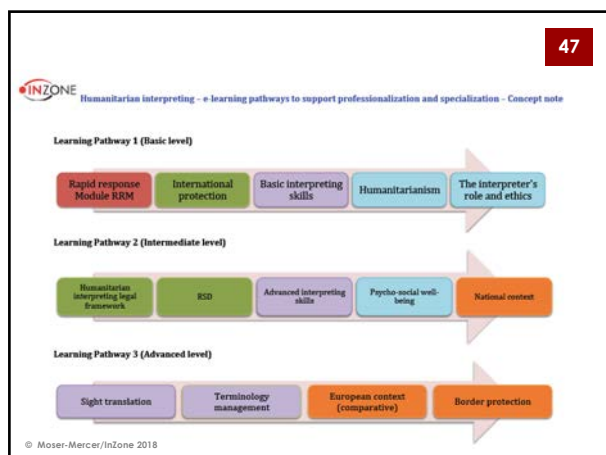 47
INZONE
Humanitarian interpreting – e-learning pathways to support professionalization and specialization – Concept note
Learning Pathway 1 (Basic level)
Rapid response
Module RRM
International
protection
Basic interpreting
skills
Humanitarianism
The interpreter's
role and ethics
Learning Pathway 2 (Intermediate level)
Humanitarian
interpreting legal
framework
RSD
Advanced interpreting
skills
Psycho-social well-
being
National context
Learning Pathway 3 (Advanced level)
Sight translation
Terminology
management
European context
(comparative)
Border protection
© Moser-Mercer/InZone 2018